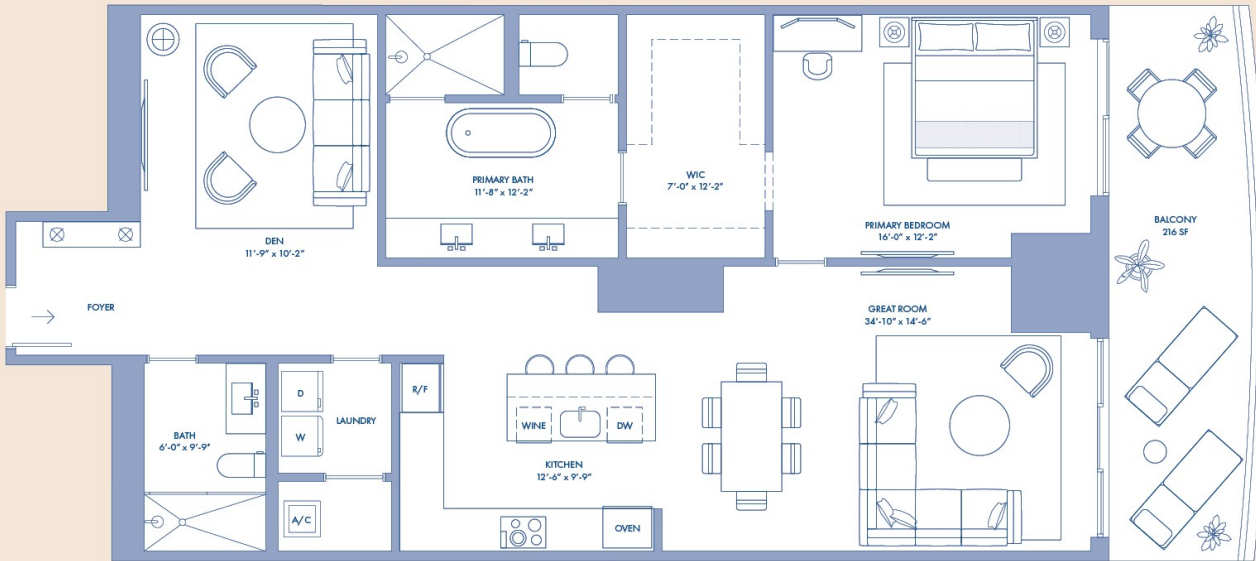 DEN
11'-9" x 10'-2"
PRIMARY BATH
11'-8" x 12'-2"
WIC
7'-0" x 12'-2"
PRIMARY BEDROOM
16'-0" x 12'-2"
BALCONY
216 SF
FOYER
GREAT ROOM
34'-10" x 14'-6"
BATH
6'-0" x 9'-9"
D
W
LAUNDRY
A/C
R/F
WINE
DW
KITCHEN
12'-6" x 9'-9"
OVEN